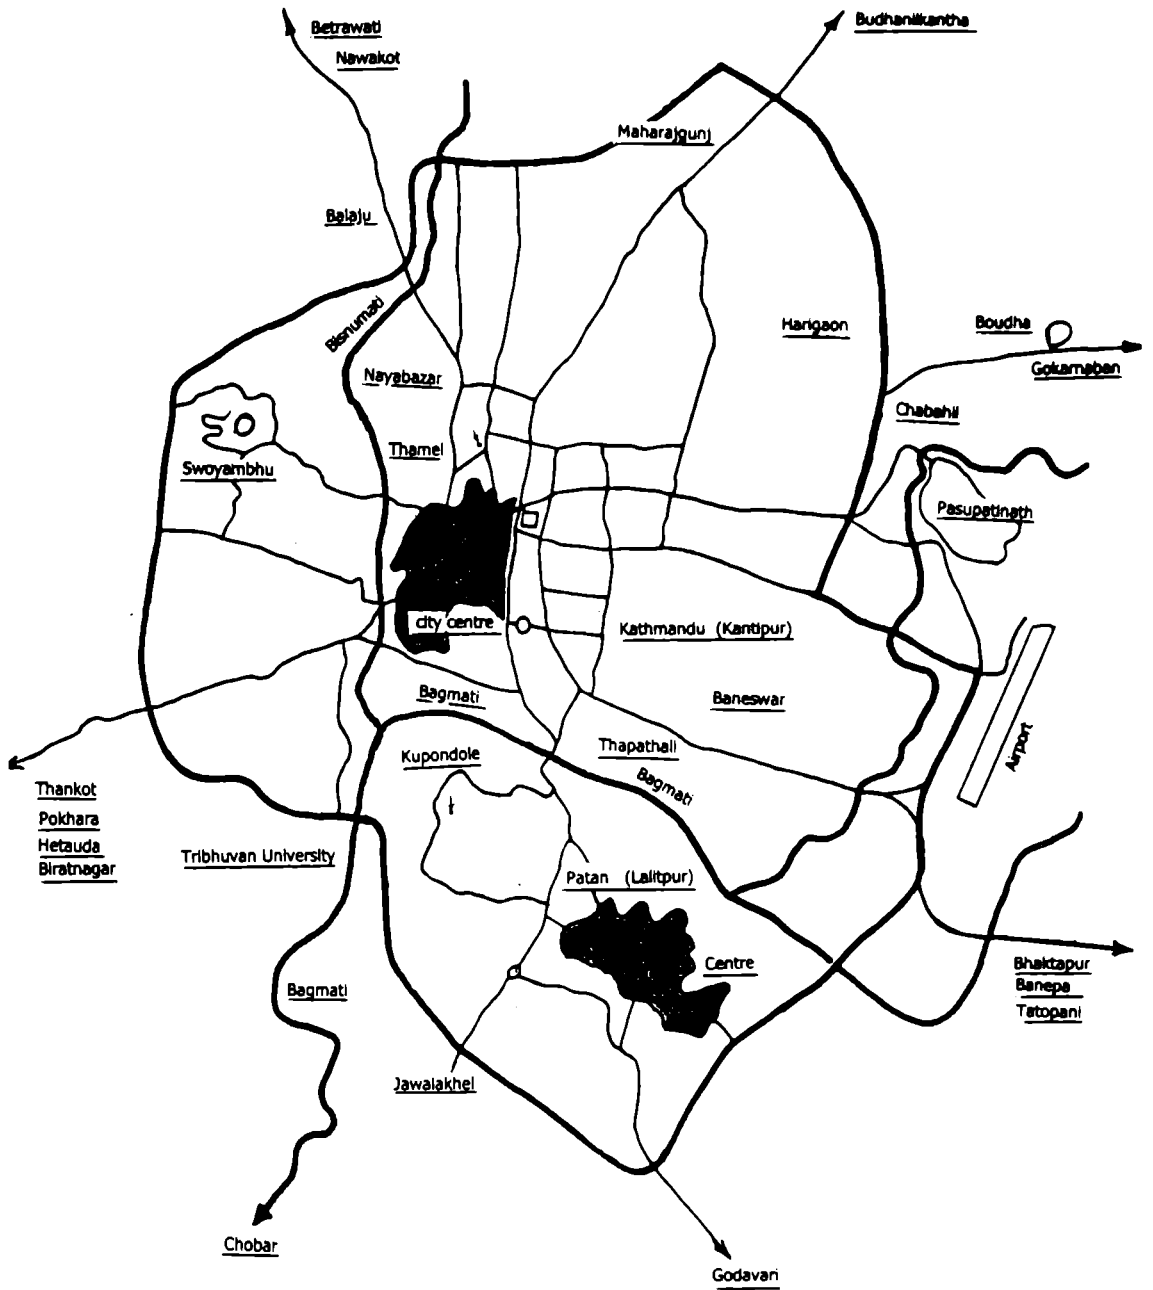 Betrawati
Nawakot
Budhanilkantha
Maharajgunj
Balaju
Bisnumati
Harigaon
Boudha
Gokarnaban
Nayabazar
Chabahil
Thamel
Swoyambhu
Pasupatinath
city centre
Kathmandu (Kantipur)
Bagmati
Baneswar
Airport
Thapathali
Kupondole
Bagmati
Thankot
Pokhara
Hetauda
Biratnagar
Tribhuvan University
Patan (Lalitpur)
Centre
Bagmati
Bhaktapur
Banepa
Tatopani
Jawalakhel
Chobar
Godavari